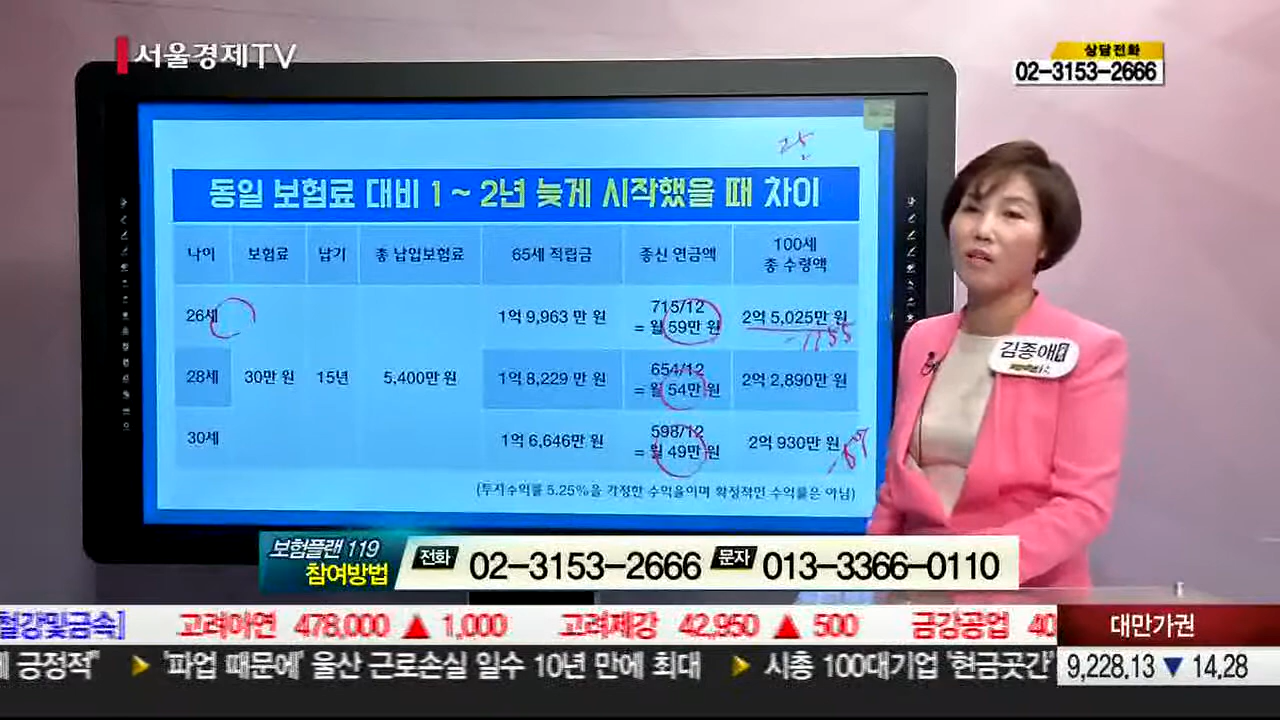 서울경제TV
상담전화
02-3153-2666
동일 보험료 대비 1 ~ 2년 늦게 시작했을 때 차이
나이 보험료 납기 총 납입보험료 65세 적립금 종신 연금액 100세 총 수령액
26세 1억 9,963 만 원 715/12 = 월 59만 원 2억 5,025만 원
28세 30만 원 15년 5,400만 원 1억 8,229 만 원 654/12 = 월 54만 원 2억 2,890만 원
30세 1억 6,646만 원 598/12 = 월 49만 원 2억 930만 원
(투자수익률 5.25%을 가정한 수익율이며 확정적인 수익률은 아님)
김종애
보험플랜 119
참여방법
전화 02-3153-2666 문자 013-3366-0110
철강및금속] 고려아연 478,000 ▲ 1,000 고려제강 42,950 ▲ 500 금강공업 40
대만가권
긍정적” ▶ ‘파업 때문에’ 울산 근로손실 일수 10년 만에 최대 ▶ 시총 100대기업 ‘현금곳간’
9,228.13 ▼ 14,28